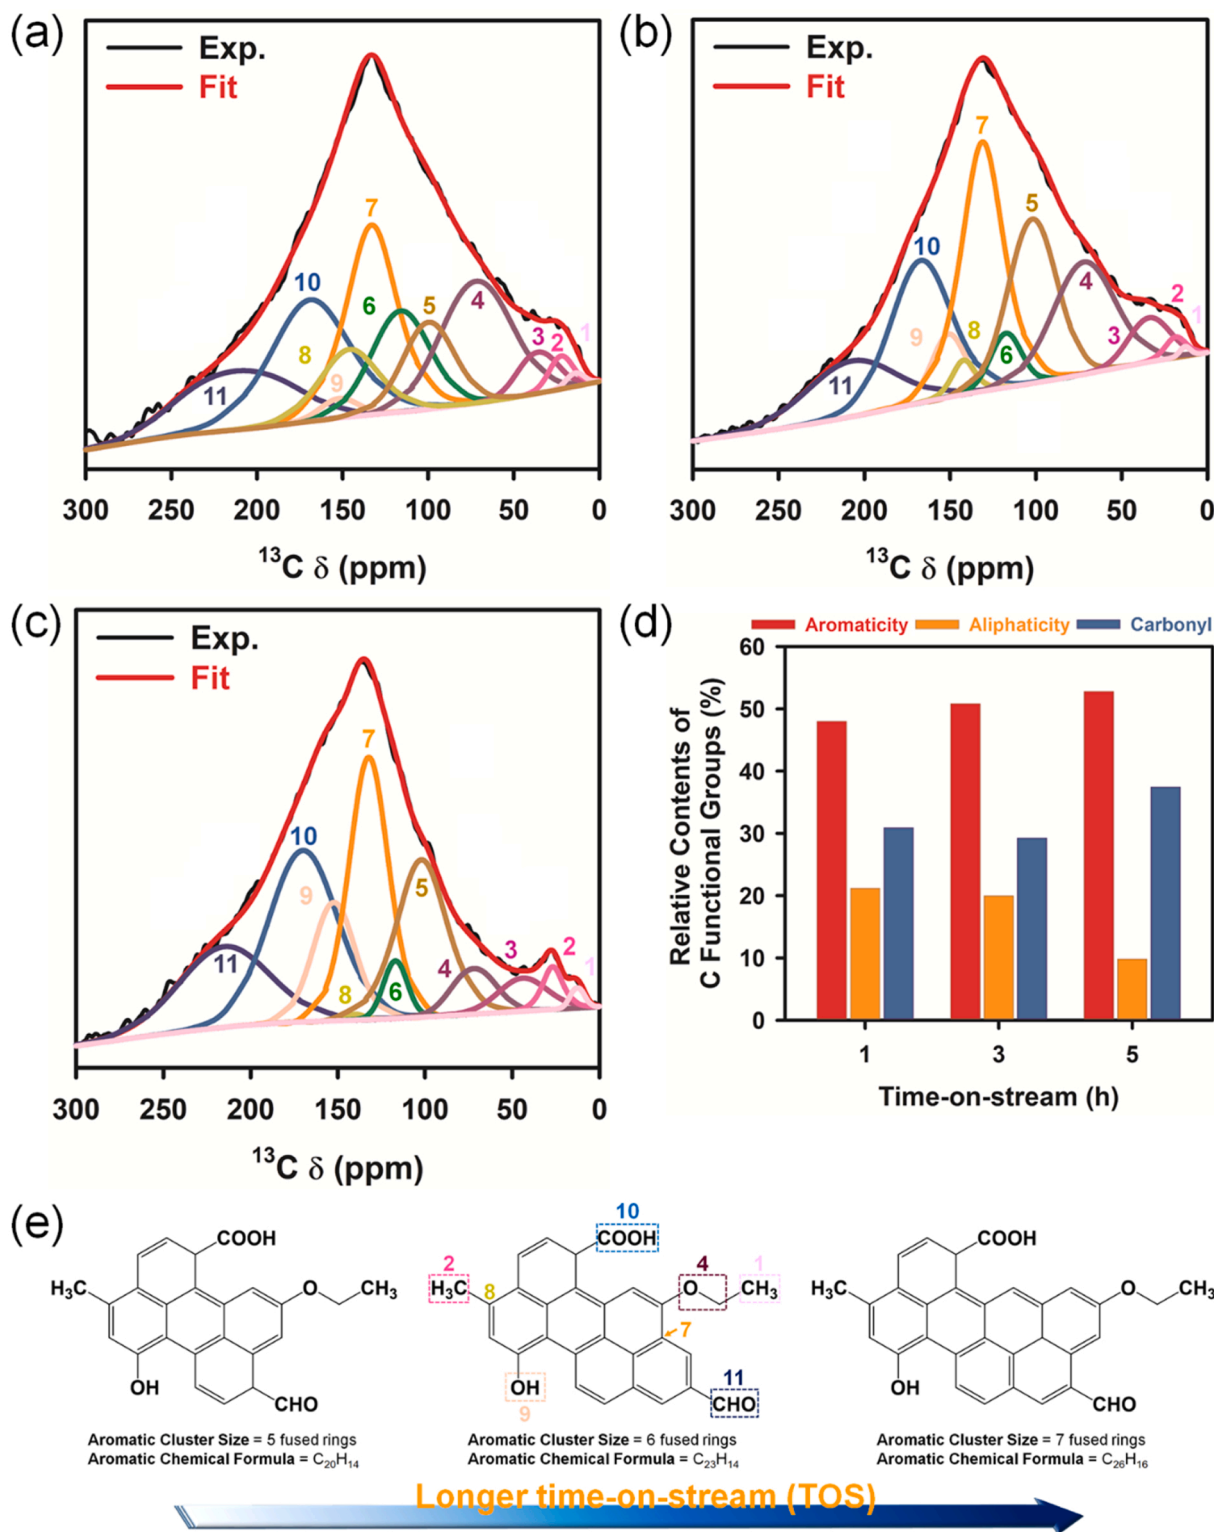 (a)
Exp.
Fit
7
10
6
5
4
8
3
2
1
9
11
300 250 200 150 100 50 0
¹³C δ (ppm)
(b)
Exp.
Fit
7
5
10
4
2
9
8
6
3
1
11
300 250 200 150 100 50 0
¹³C δ (ppm)
(c)
Exp.
Fit
7
10
9
5
11
4
3
2
1
8
6
300 250 200 150 100 50 0
¹³C δ (ppm)
(d)
Aromaticity Aliphaticity Carbonyl
Relative Contents of
C Functional Groups (%)
60
50
40
30
20
10
0
1 3 5
Time-on-stream (h)
(e)
COOH
H₃C
O
CH₃
OH
CHO
Aromatic Cluster Size = 5 fused rings
Aromatic Chemical Formula = C₂₀H₁₄
10
COOH
2
H₃C
8
4
O
1
CH₃
7
OH
9
11
CHO
Aromatic Cluster Size = 6 fused rings
Aromatic Chemical Formula = C₂₃H₁₄
COOH
H₃C
O
CH₃
OH
CHO
Aromatic Cluster Size = 7 fused rings
Aromatic Chemical Formula = C₂₆H₁₆
Longer time-on-stream (TOS)